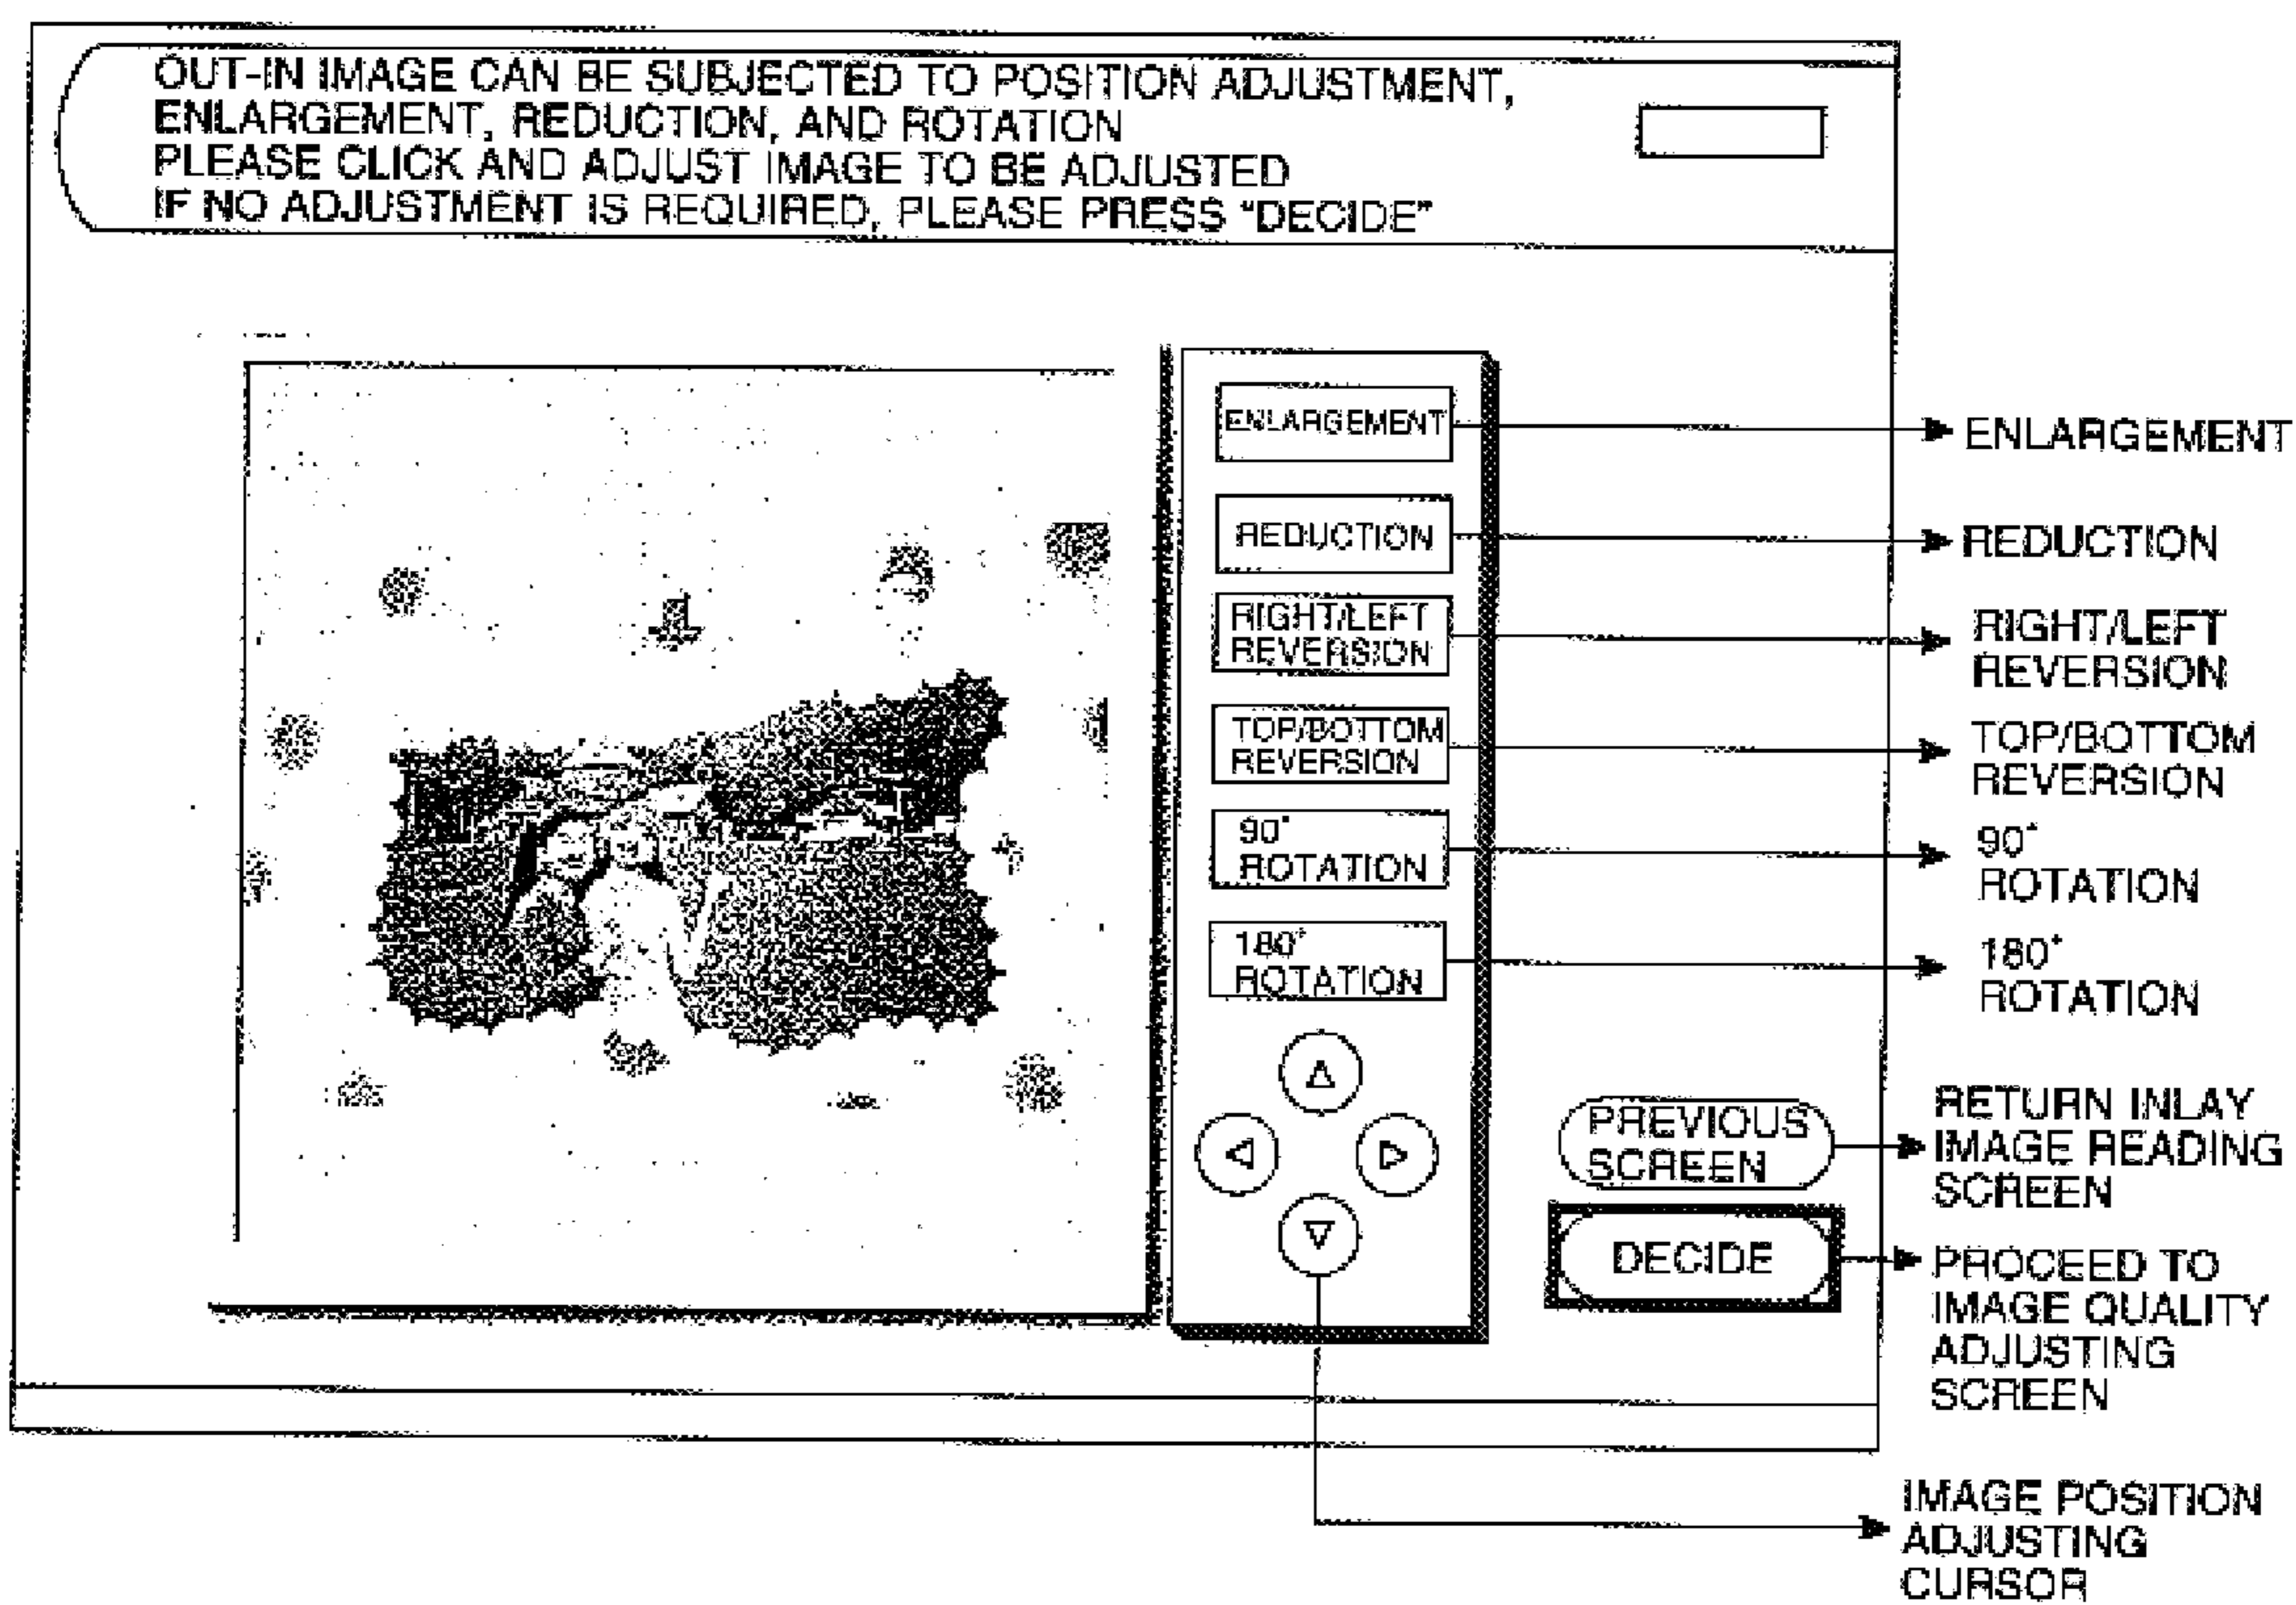 OUT-IN IMAGE CAN BE SUBJECTED TO POSITION ADJUSTMENT,
ENLARGEMENT, REDUCTION, AND ROTATION
PLEASE CLICK AND ADJUST IMAGE TO BE ADJUSTED
IF NO ADJUSTMENT IS REQUIRED, PLEASE PRESS "DECIDE"
ENLARGEMENT
REDUCTION
RIGHT/LEFT
REVERSION
TOP/BOTTOM
REVERSION
90°
ROTATION
180°
ROTATION
PREVIOUS
SCREEN
DECIDE
ENLARGEMENT
REDUCTION
RIGHT/LEFT
REVERSION
TOP/BOTTOM
REVERSION
90°
ROTATION
180°
ROTATION
RETURN INLAY
IMAGE READING
SCREEN
PROCEED TO
IMAGE QUALITY
ADJUSTING
SCREEN
IMAGE POSITION
ADJUSTING
CURSOR